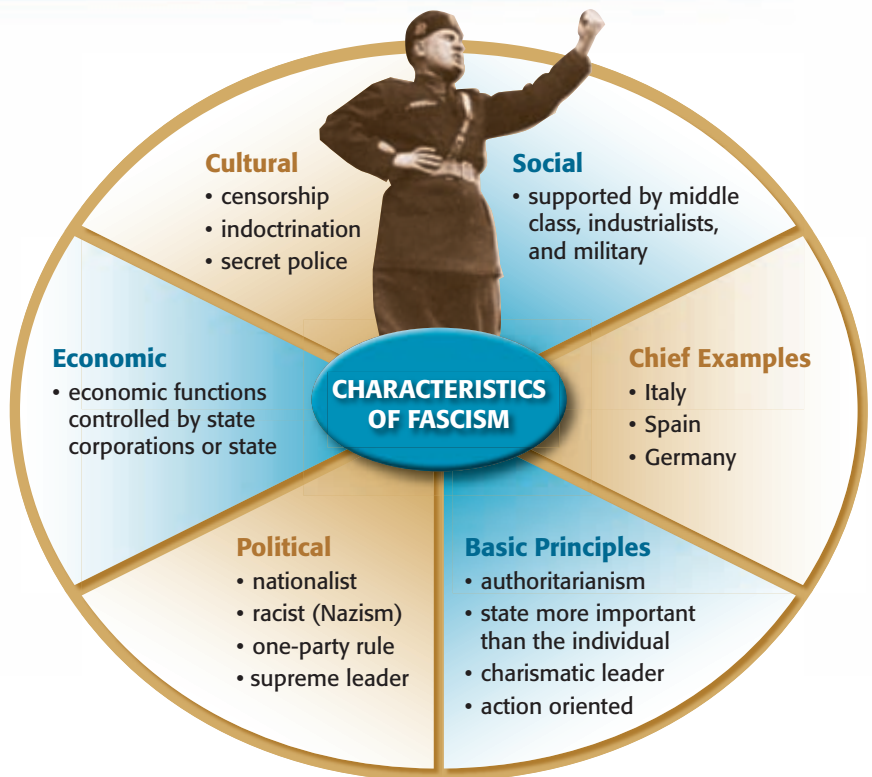 Cultural
• censorship
• indoctrination
• secret police
Social
• supported by middle
class, industrialists,
and military
Economic
• economic functions
controlled by state
corporations or state
CHARACTERISTICS
OF FASCISM
Chief Examples
• Italy
• Spain
• Germany
Political
• nationalist
• racist (Nazism)
• one-party rule
• supreme leader
Basic Principles
• authoritarianism
• state more important
than the individual
• charismatic leader
• action oriented